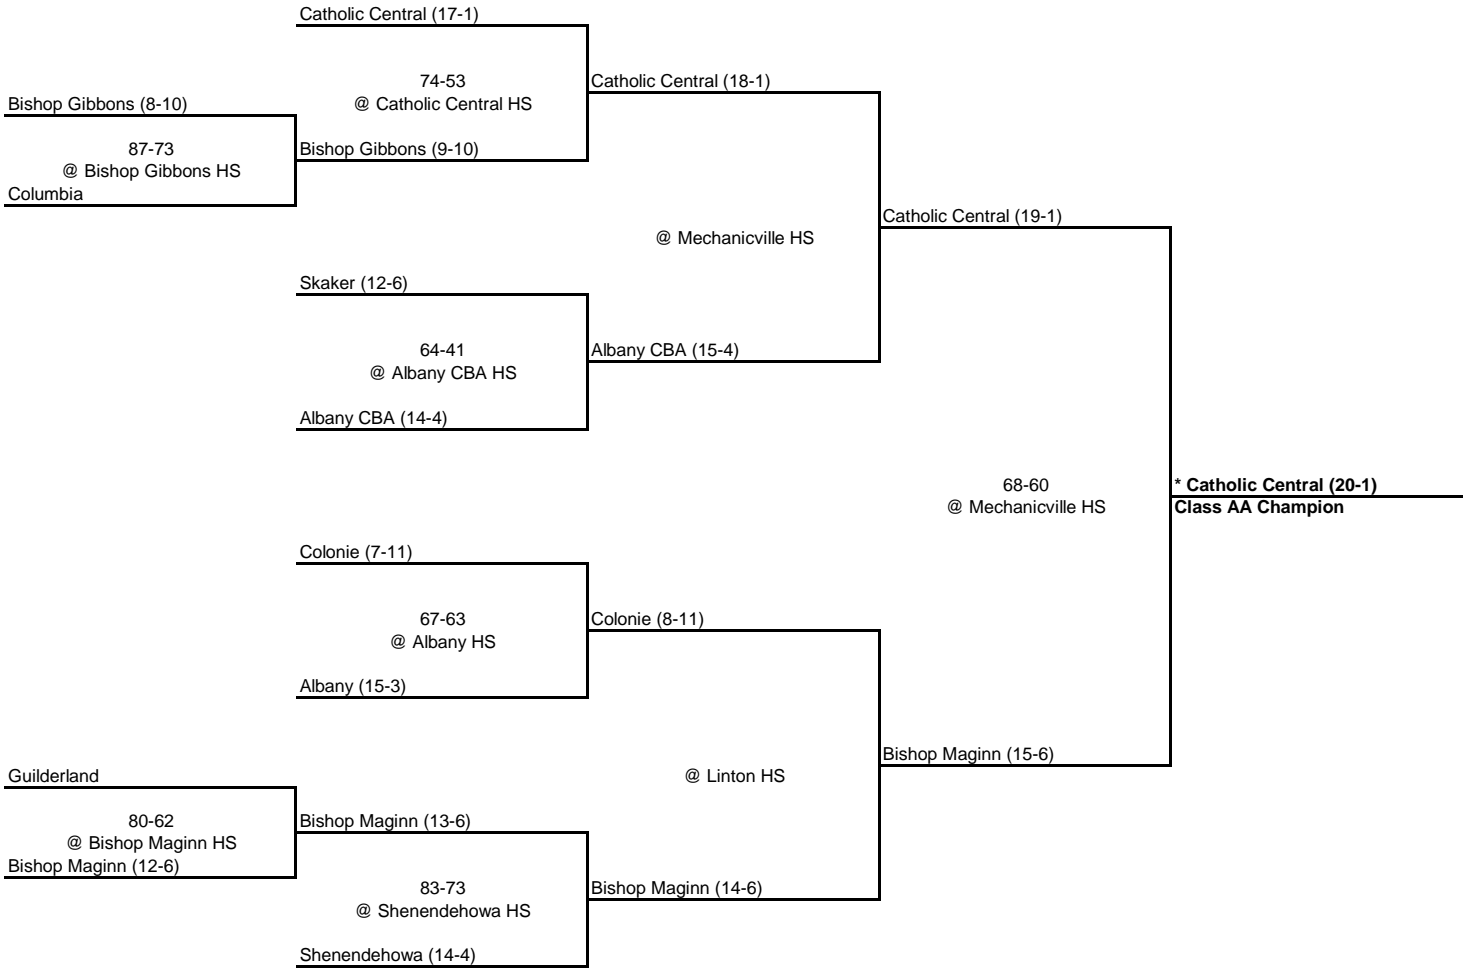 Catholic Central (17-1)
74-53
@ Catholic Central HS
Catholic Central (18-1)
Bishop Gibbons (8-10)
87-73
@ Bishop Gibbons HS
Bishop Gibbons (9-10)
Columbia
@ Mechanicville HS
Catholic Central (19-1)
Skaker (12-6)
64-41
@ Albany CBA HS
Albany CBA (15-4)
Albany CBA (14-4)
68-60
@ Mechanicville HS
* Catholic Central (20-1)
Class AA Champion
Colonie (7-11)
67-63
@ Albany HS
Colonie (8-11)
Albany (15-3)
@ Linton HS
Bishop Maginn (15-6)
Guilderland
80-62
@ Bishop Maginn HS
Bishop Maginn (12-6)
Bishop Maginn (13-6)
83-73
@ Shenendehowa HS
Bishop Maginn (14-6)
Shenendehowa (14-4)